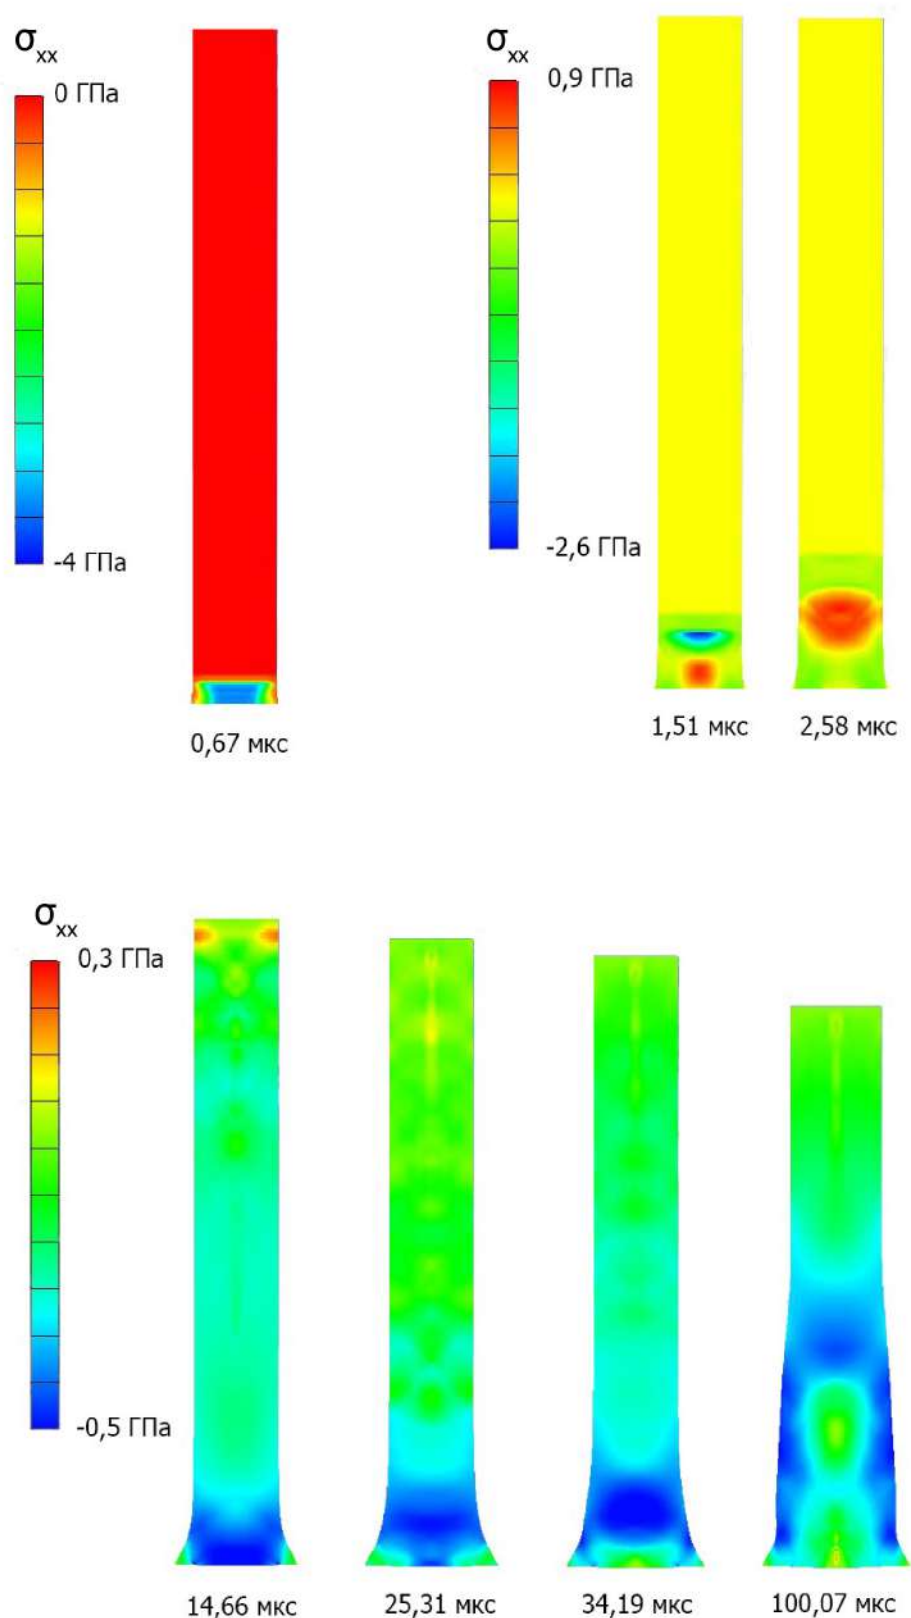 σxx
0 ГПа
-4 ГПа
0,67 мкс
σxx
0,9 ГПа
-2,6 ГПа
1,51 мкс
2,58 мкс
σxx
0,3 ГПа
-0,5 ГПа
14,66 мкс
25,31 мкс
34,19 мкс
100,07 мкс